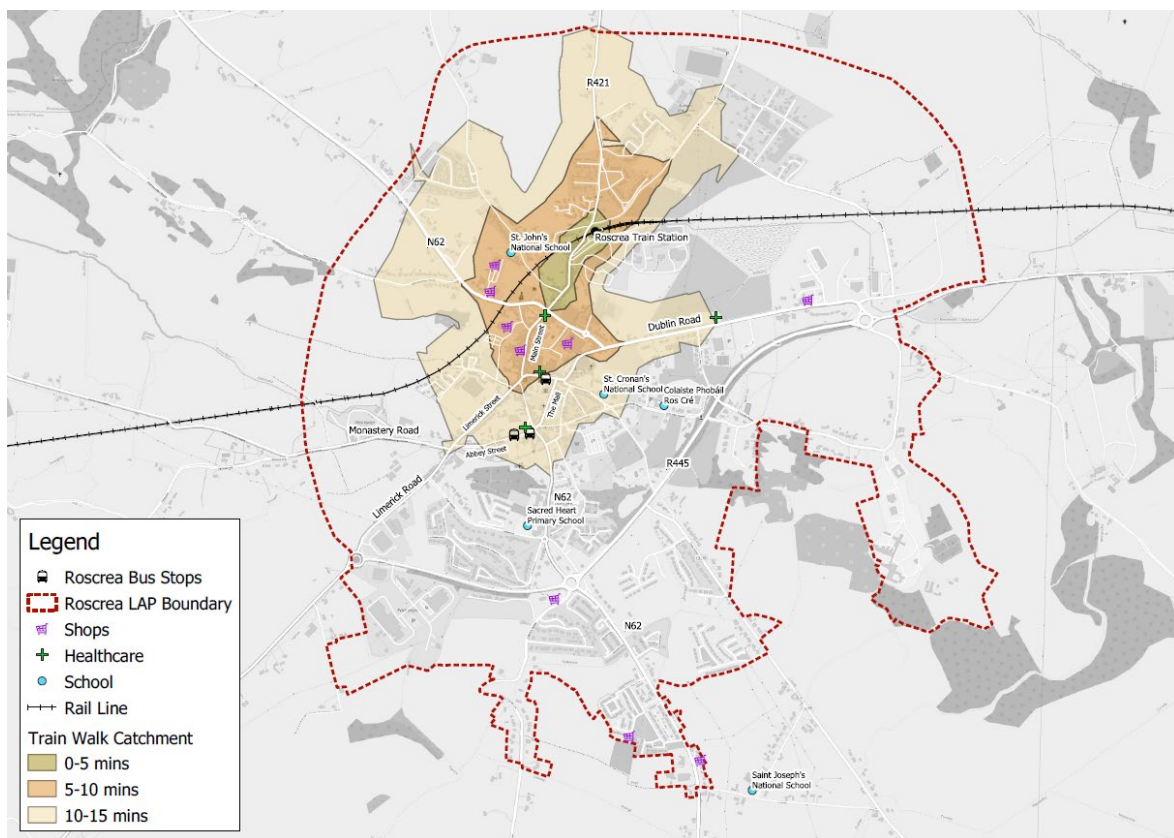 R421
N62
St. John's
National School
Roscrea Train Station
Main Street
Dublin Road
St. Cronan's
National School
Colaiste Phobáil
Ros Cré
The Mall
Limerick Street
Monastery Road
Abbey Street
Limerick Road
R445
N62
Sacred Heart
Primary School
N62
Saint Joseph's
National School
Legend
Roscrea Bus Stops
Roscrea LAP Boundary
Shops
Healthcare
School
Rail Line
Train Walk Catchment
0-5 mins
5-10 mins
10-15 mins